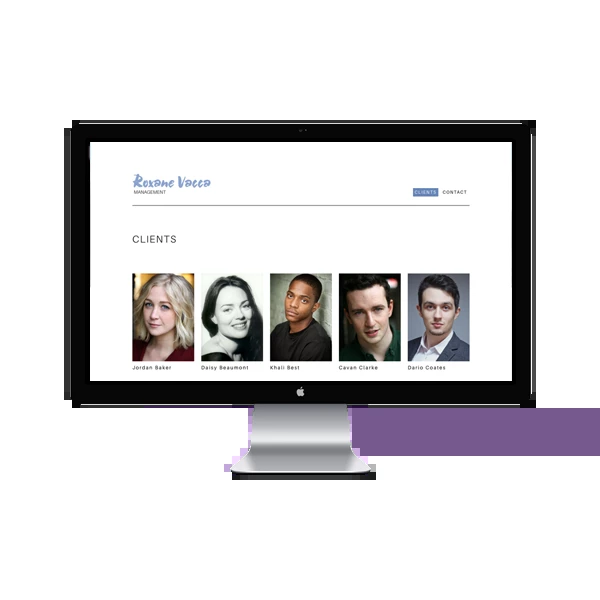 Roxane Vacca
MANAGEMENT
CLIENTS CONTACT
CLIENTS
Jordan Baker Daisy Beaumont Khali Best Cavan Clarke Dario Coates